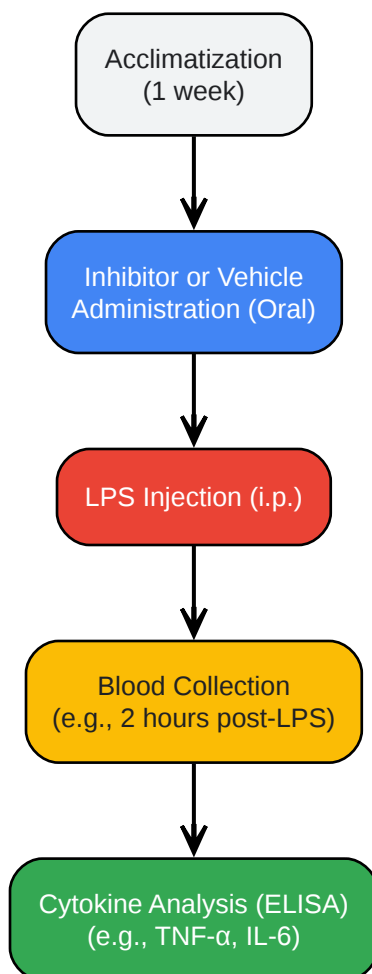 Acclimatization
(1 week)
Inhibitor or Vehicle
Administration (Oral)
LPS Injection (i.p.)
Blood Collection
(e.g., 2 hours post-LPS)
Cytokine Analysis (ELISA)
(e.g., TNF-α, IL-6)